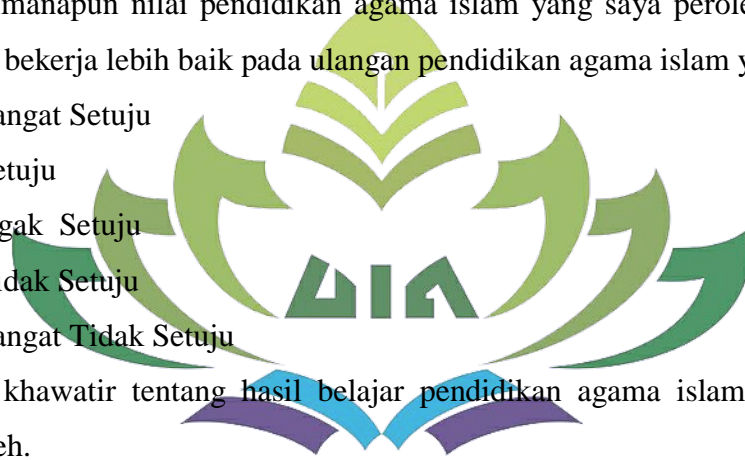 manapun nilai pendidikan agama islam yang saya perole
bekerja lebih baik pada ulangan pendidikan agama islam y
angat Setuju
etuju
gak Setuju
dak Setuju
UIN
angat Tidak Setuju
khawatir tentang hasil belajar pendidikan agama islam
eh.